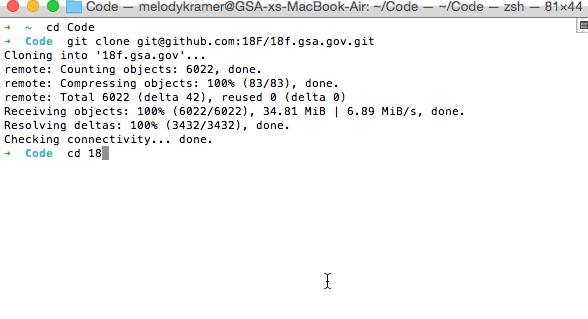 Code — melodykramer@GSA-xs-MacBook-Air: ~/Code — ~/Code — zsh — 81×44
➜  ~  cd Code
➜  Code  git clone git@github.com:18F/18f.gsa.gov.git
Cloning into '18f.gsa.gov'...
remote: Counting objects: 6022, done.
remote: Compressing objects: 100% (83/83), done.
remote: Total 6022 (delta 42), reused 0 (delta 0)
Receiving objects: 100% (6022/6022), 34.81 MiB | 6.89 MiB/s, done.
Resolving deltas: 100% (3432/3432), done.
Checking connectivity... done.
➜  Code  cd 18